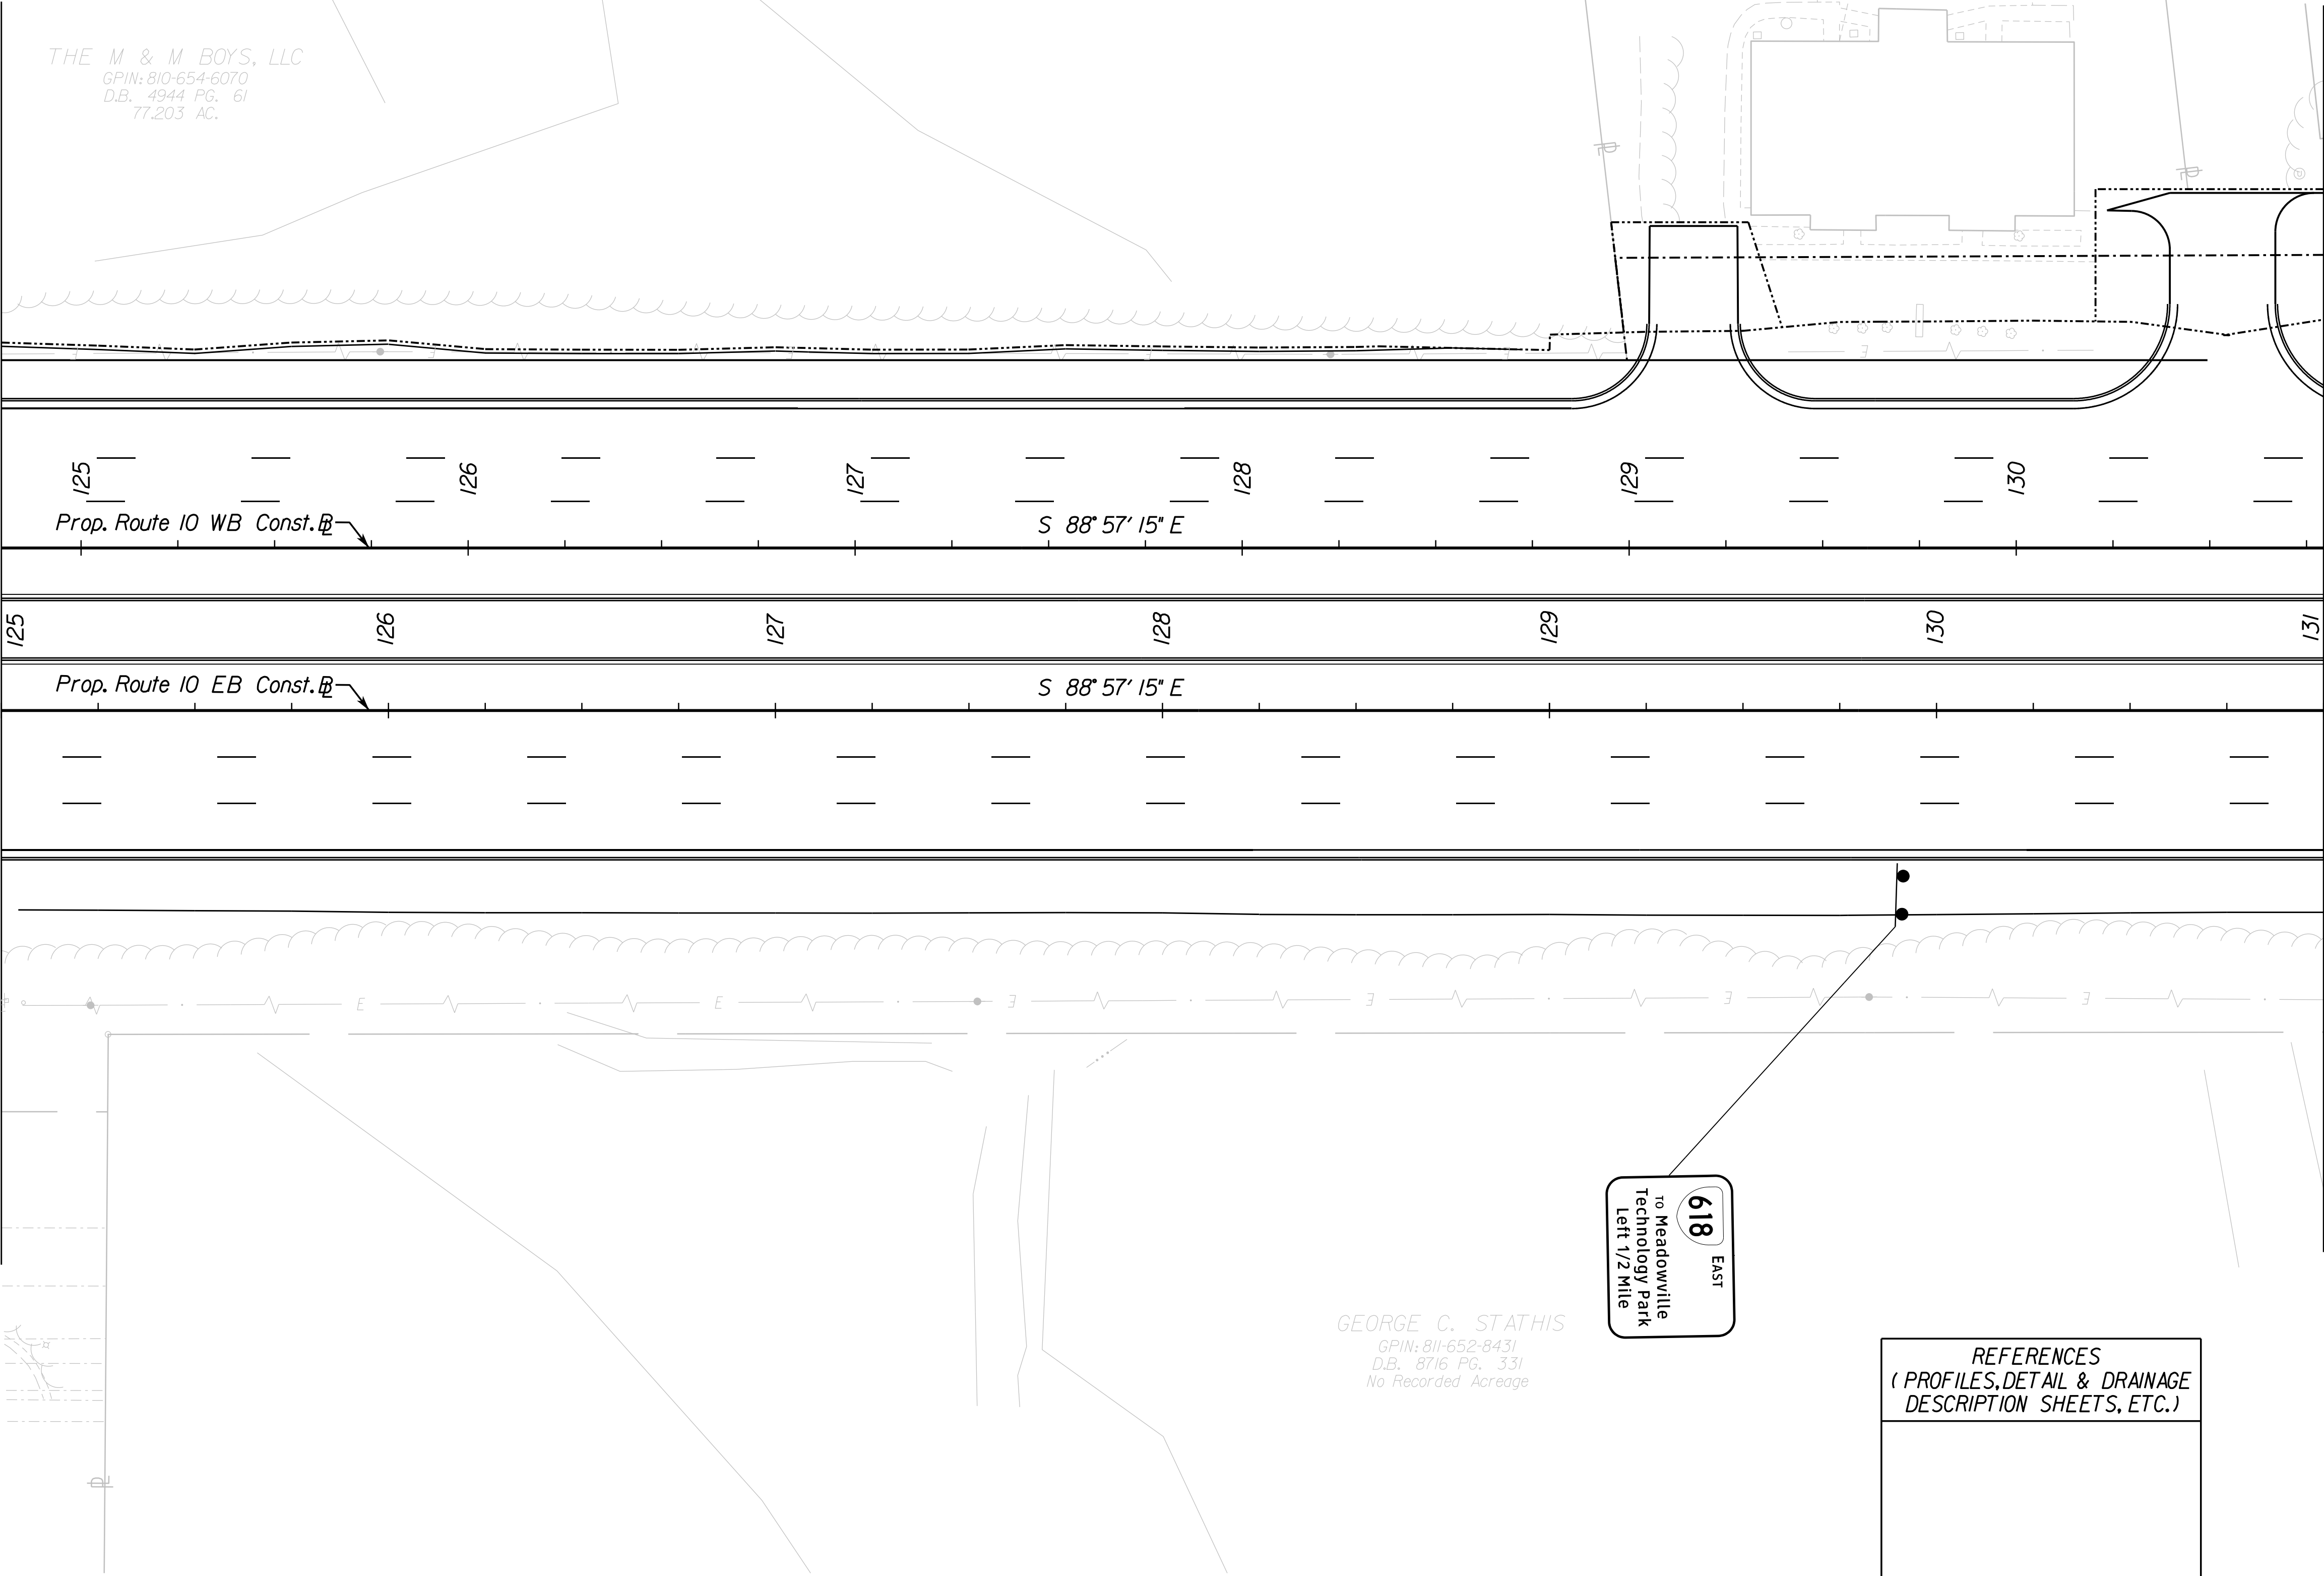 THE M & M BOYS, LLC
GPIN: 810-654-6070
D.B. 4944 PG. 61
77.203 AC.
125 126 127 128 129 130
Prop. Route 10 WB Const. BL
S 88° 57' 15" E
125 126 127 128 129 130 131
Prop. Route 10 EB Const. BL
S 88° 57' 15" E
618 EAST
TO Meadowville
Technology Park
Left 1/2 Mile
GEORGE C. STATHIS
GPIN: 811-652-8431
D.B. 8716 PG. 331
No Recorded Acreage
REFERENCES
( PROFILES, DETAIL & DRAINAGE
DESCRIPTION SHEETS, ETC.)